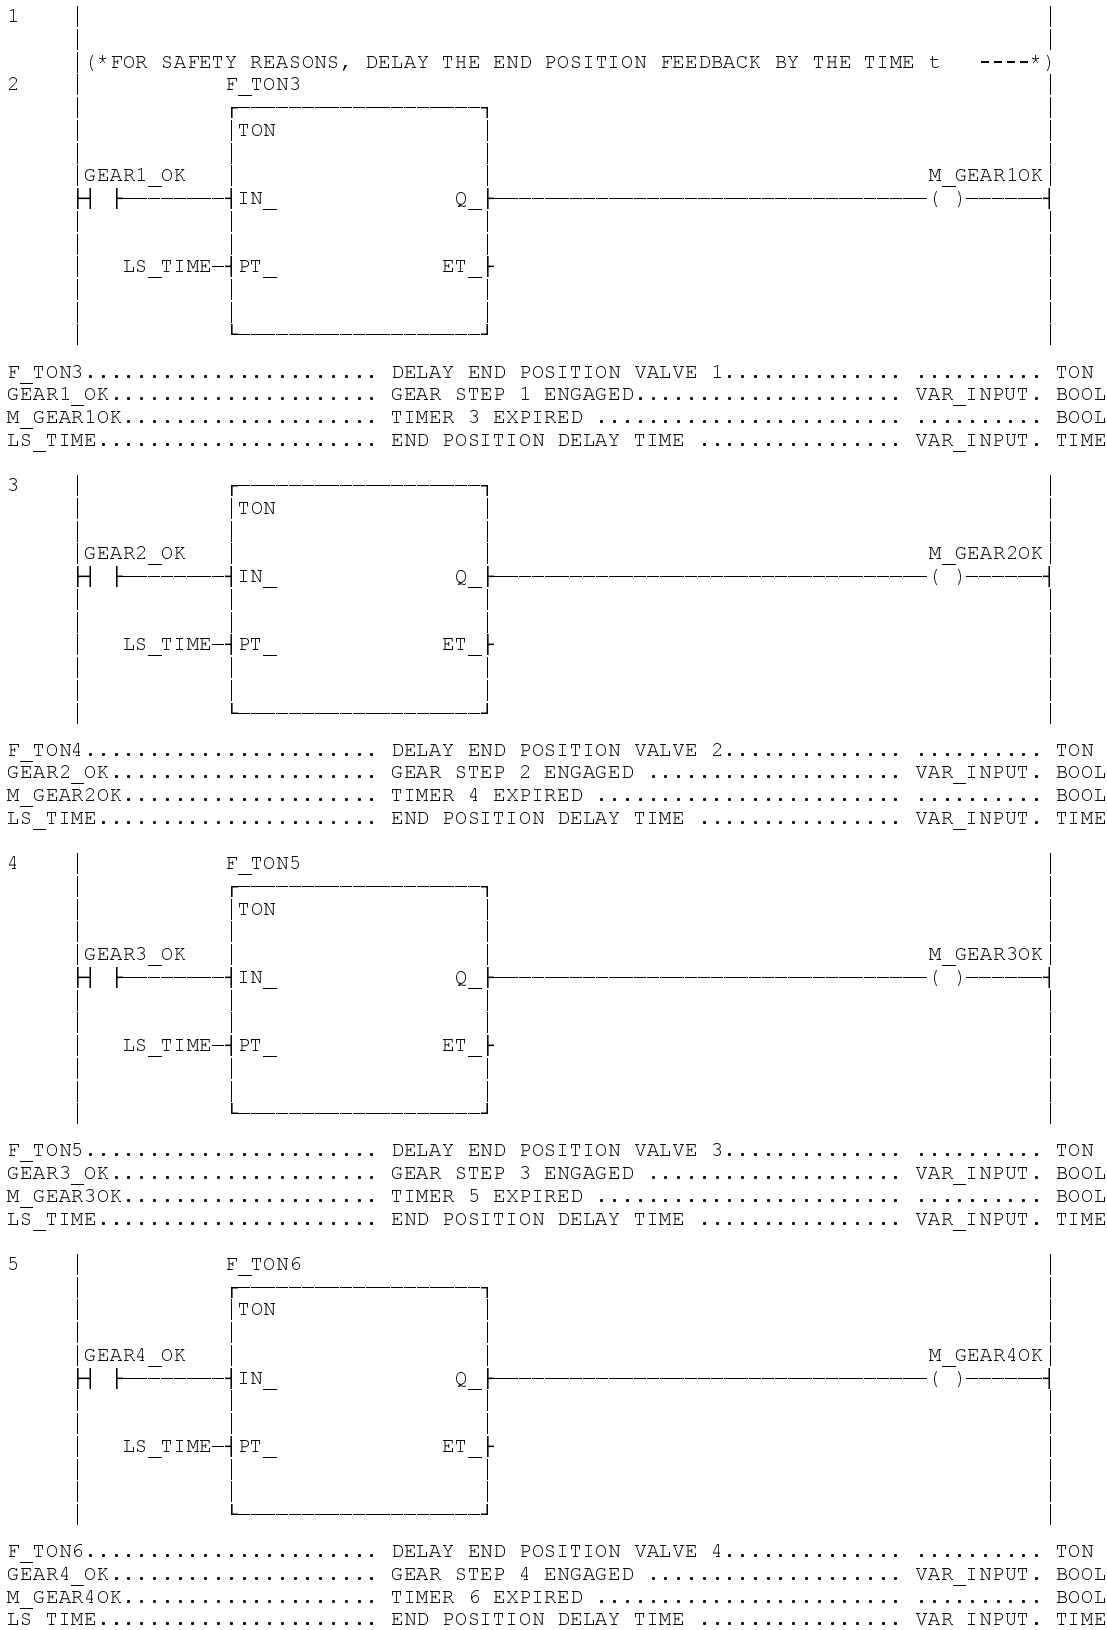 1
(*FOR SAFETY REASONS, DELAY THE END POSITION FEEDBACK BY THE TIME t ----*)
2 F_TON3
TON
GEAR1_OK M_GEAR1OK
IN_ Q_ ( )
LS_TIME PT_ ET_
F_TON3....................... DELAY END POSITION VALVE 1.............. .......... TON
GEAR1_OK..................... GEAR STEP 1 ENGAGED..................... VAR_INPUT. BOOL
M_GEAR1OK.................... TIMER 3 EXPIRED ........................ .......... BOOL
LS_TIME...................... END POSITION DELAY TIME ................ VAR_INPUT. TIME
3
TON
GEAR2_OK M_GEAR2OK
IN_ Q_ ( )
LS_TIME PT_ ET_
F_TON4....................... DELAY END POSITION VALVE 2.............. .......... TON
GEAR2_OK..................... GEAR STEP 2 ENGAGED .................... VAR_INPUT. BOOL
M_GEAR2OK.................... TIMER 4 EXPIRED ........................ .......... BOOL
LS_TIME...................... END POSITION DELAY TIME ................ VAR_INPUT. TIME
4 F_TON5
TON
GEAR3_OK M_GEAR3OK
IN_ Q_ ( )
LS_TIME PT_ ET_
F_TON5....................... DELAY END POSITION VALVE 3.............. .......... TON
GEAR3_OK..................... GEAR STEP 3 ENGAGED .................... VAR_INPUT. BOOL
M_GEAR3OK.................... TIMER 5 EXPIRED ........................ .......... BOOL
LS_TIME...................... END POSITION DELAY TIME ................ VAR_INPUT. TIME
5 F_TON6
TON
GEAR4_OK M_GEAR4OK
IN_ Q_ ( )
LS_TIME PT_ ET_
F_TON6....................... DELAY END POSITION VALVE 4.............. .......... TON
GEAR4_OK..................... GEAR STEP 4 ENGAGED .................... VAR_INPUT. BOOL
M_GEAR4OK.................... TIMER 6 EXPIRED ........................ .......... BOOL
LS_TIME...................... END POSITION DELAY TIME ................ VAR_INPUT. TIME